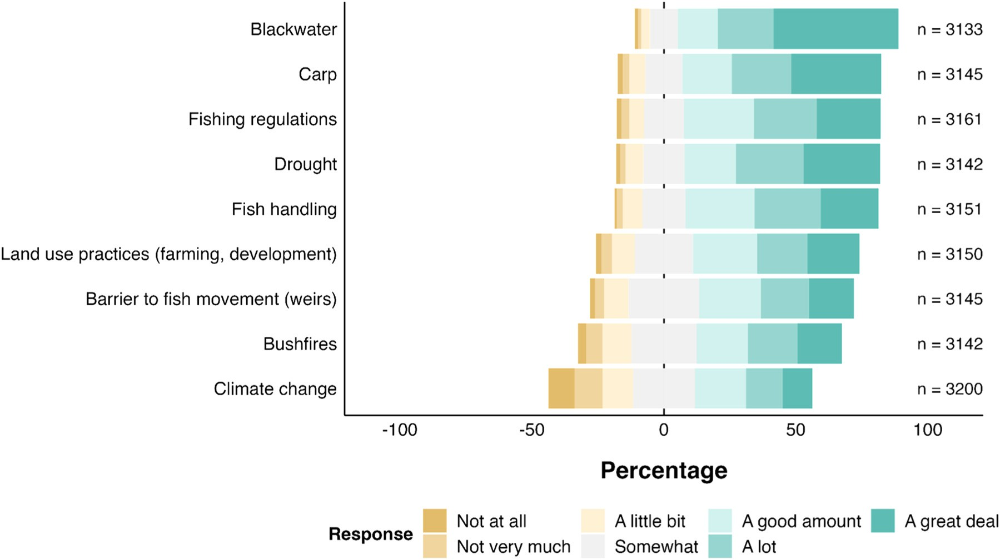 Blackwater n = 3133
Carp n = 3145
Fishing regulations n = 3161
Drought n = 3142
Fish handling n = 3151
Land use practices (farming, development) n = 3150
Barrier to fish movement (weirs) n = 3145
Bushfires n = 3142
Climate change n = 3200
-100 -50 0 50 100
Percentage
Response
Not at all A little bit A good amount A great deal
Not very much Somewhat A lot